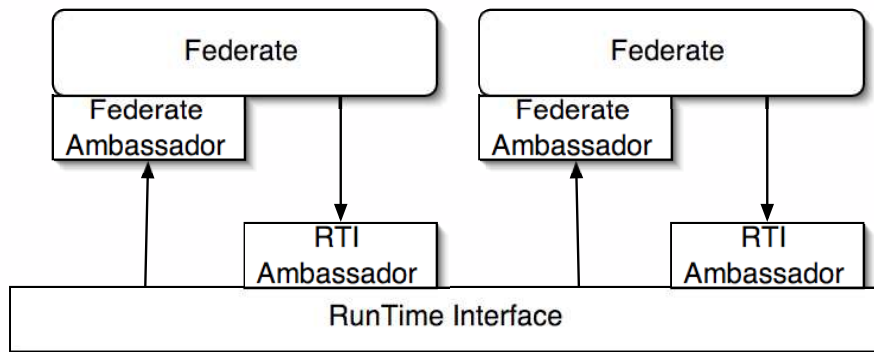 Federate
Federate
Federate
Ambassador
Federate
Ambassador
RTI
Ambassador
RTI
Ambassador
RunTime Interface